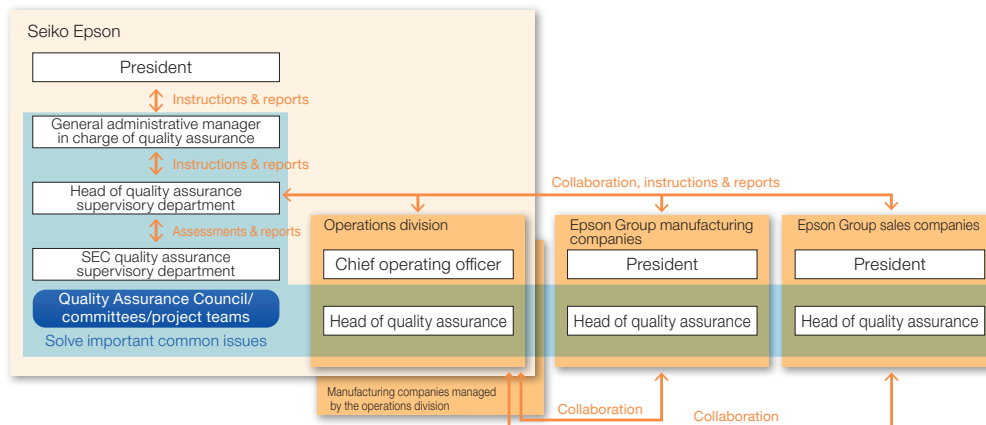 Seiko Epson
President
Instructions & reports
General administrative manager
in charge of quality assurance
Instructions & reports
Head of quality assurance
supervisory department
Assessments & reports
SEC quality assurance
supervisory department
Quality Assurance Council/
committees/project teams
Solve important common issues
Collaboration, instructions & reports
Operations division
Chief operating officer
Head of quality assurance
Manufacturing companies managed
by the operations division
Epson Group manufacturing
companies
President
Head of quality assurance
Epson Group sales companies
President
Head of quality assurance
Collaboration
Collaboration